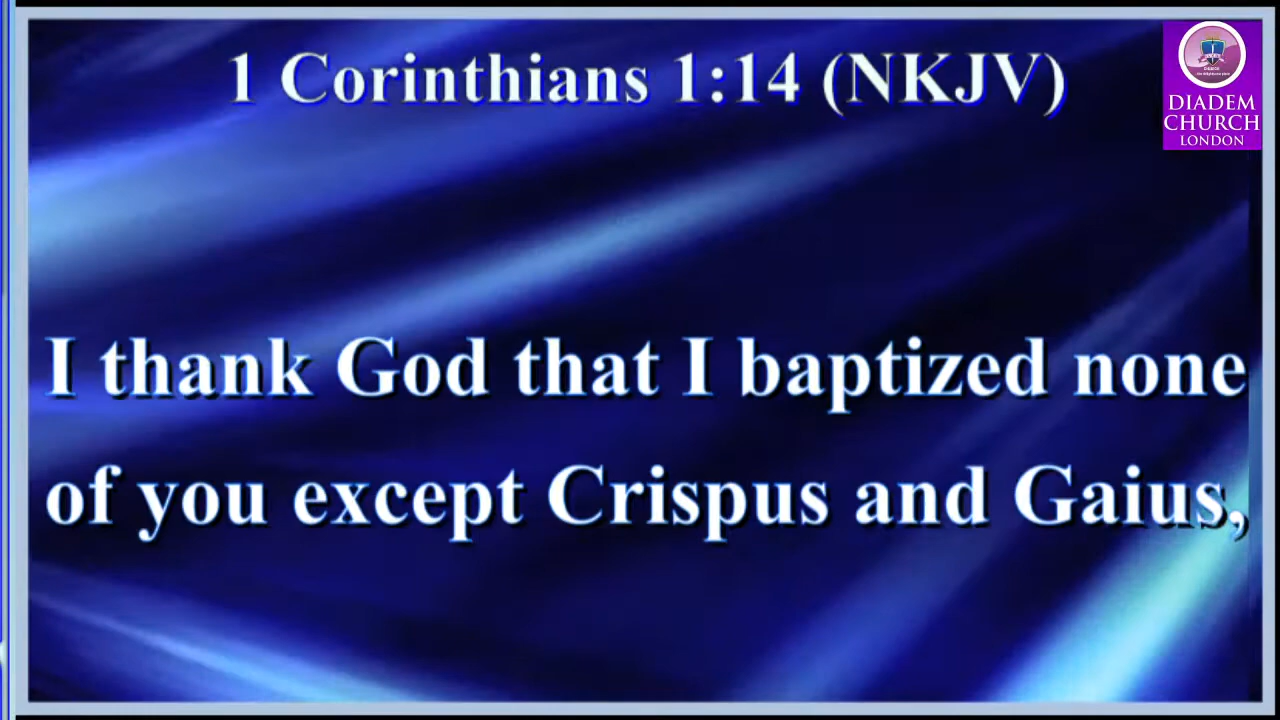 1 Corinthians 1:14 (NKJV)
DIADEM
CHURCH
LONDON
I thank God that I baptized none
of you except Crispus and Gaius,